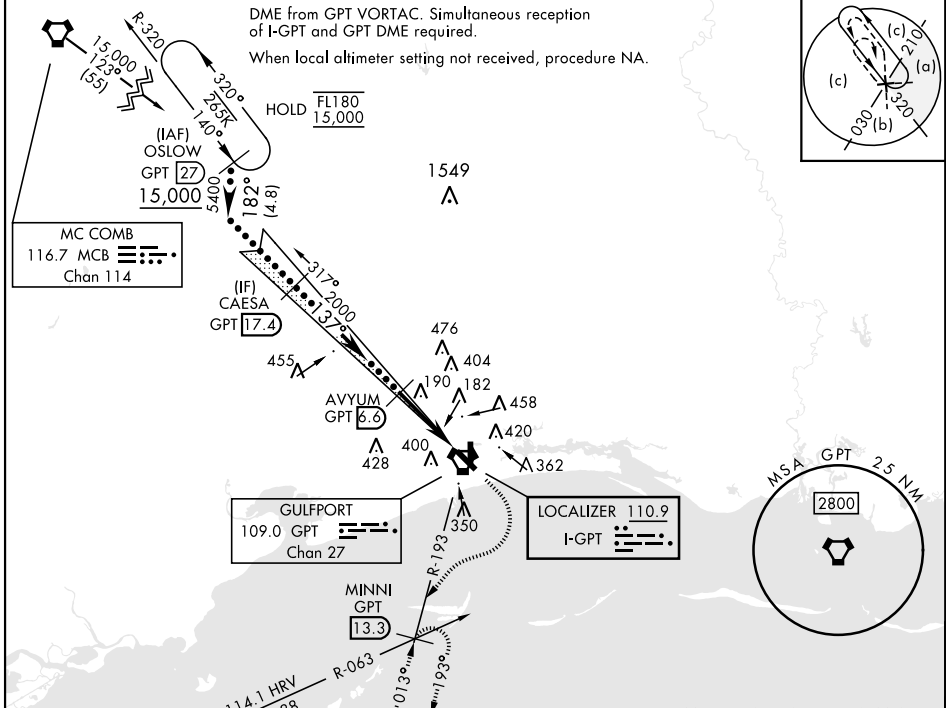 DME from GPT VORTAC. Simultaneous reception
of I-GPT and GPT DME required.
When local altimeter setting not received, procedure NA.
R-320
15,000
123°
(55)
320°
265K
140°
HOLD FL180
15,000
(IAF)
OSLOW
GPT 27
15,000
5400
182°
(4.8)
1549
(c)
210
(a)
(c)
320
030
(b)
MC COMB
116.7 MCB
Chan 114
317°
2000
137°
(IF)
CAESA
GPT 17.4
455
476
404
190
182
458
AVYUM
GPT 6.6
420
428
400
362
350
GULFPORT
109.0 GPT
Chan 27
LOCALIZER 110.9
I-GPT
MSA GPT 25 NM
2800
R-193
MINNI
GPT
13.3
R-063
114.1 HRV
013°
193°